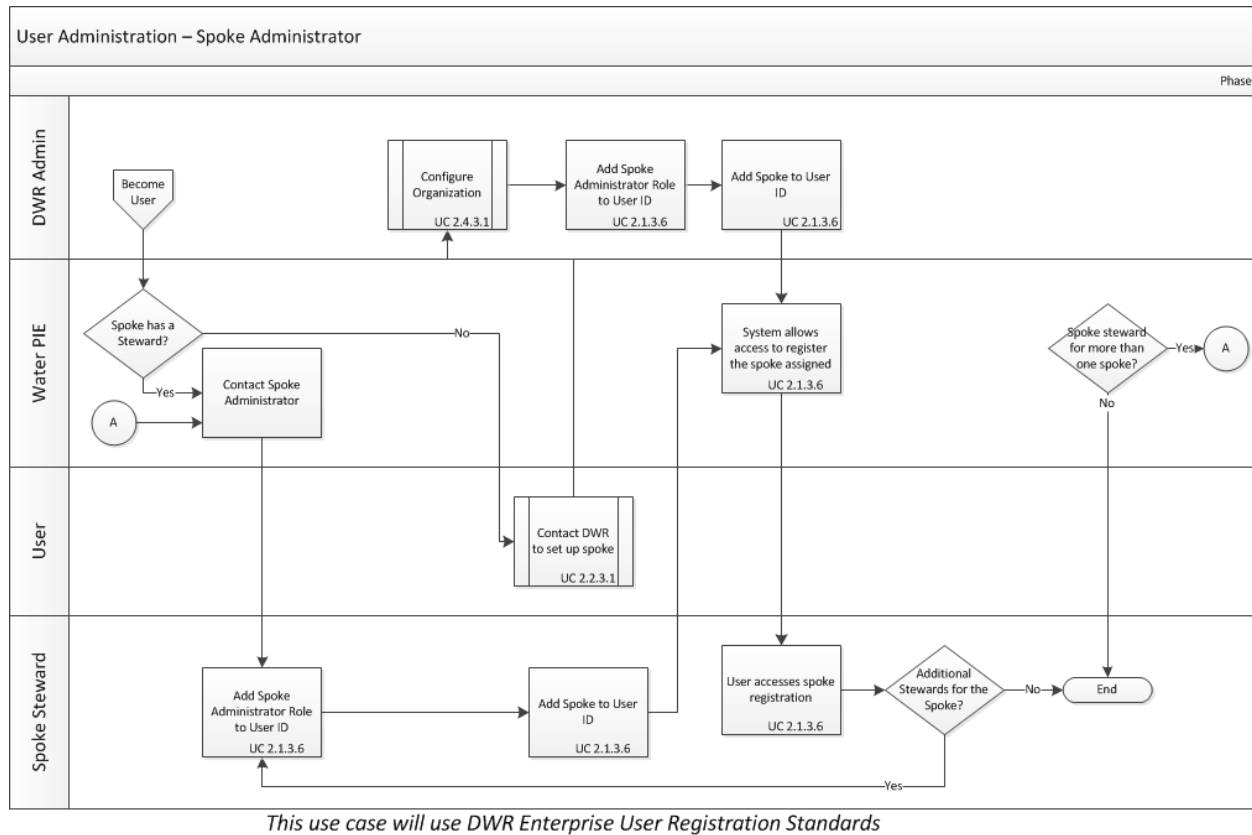 User Administration – Spoke Administrator
Phase
DWR Admin
Become
User
Configure
Organization
UC 2.4.3.1
Add Spoke
Administrator Role
to User ID
UC 2.1.3.6
Add Spoke to User
ID
UC 2.1.3.6
Water PIE
Spoke has a
Steward?
No
Yes
Contact Spoke
Administrator
A
System allows
access to register
the spoke assigned
UC 2.1.3.6
Spoke steward
for more than
one spoke?
Yes
A
No
User
Contact DWR
to set up spoke
UC 2.2.3.1
Spoke Steward
Add Spoke
Administrator Role
to User ID
UC 2.1.3.6
Add Spoke to User
ID
UC 2.1.3.6
User accesses spoke
registration
UC 2.1.3.6
Additional
Stewards for the
Spoke?
No
End
Yes
This use case will use DWR Enterprise User Registration Standards